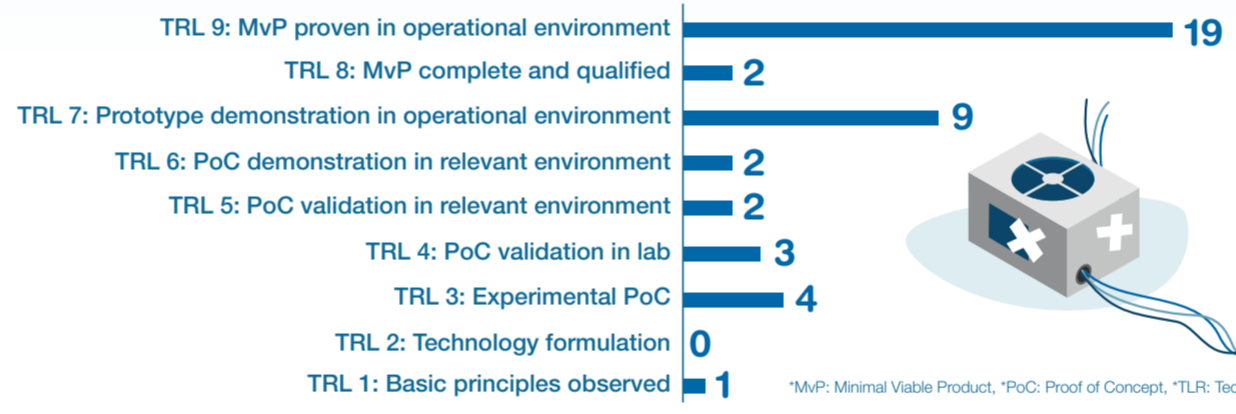 TRL 9: MvP proven in operational environment 19
TRL 8: MvP complete and qualified 2
TRL 7: Prototype demonstration in operational environment 9
TRL 6: PoC demonstration in relevant environment 2
TRL 5: PoC validation in relevant environment 2
TRL 4: PoC validation in lab 3
TRL 3: Experimental PoC 4
TRL 2: Technology formulation 0
TRL 1: Basic principles observed 1
*MvP: Minimal Viable Product, *PoC: Proof of Concept, *TLR: